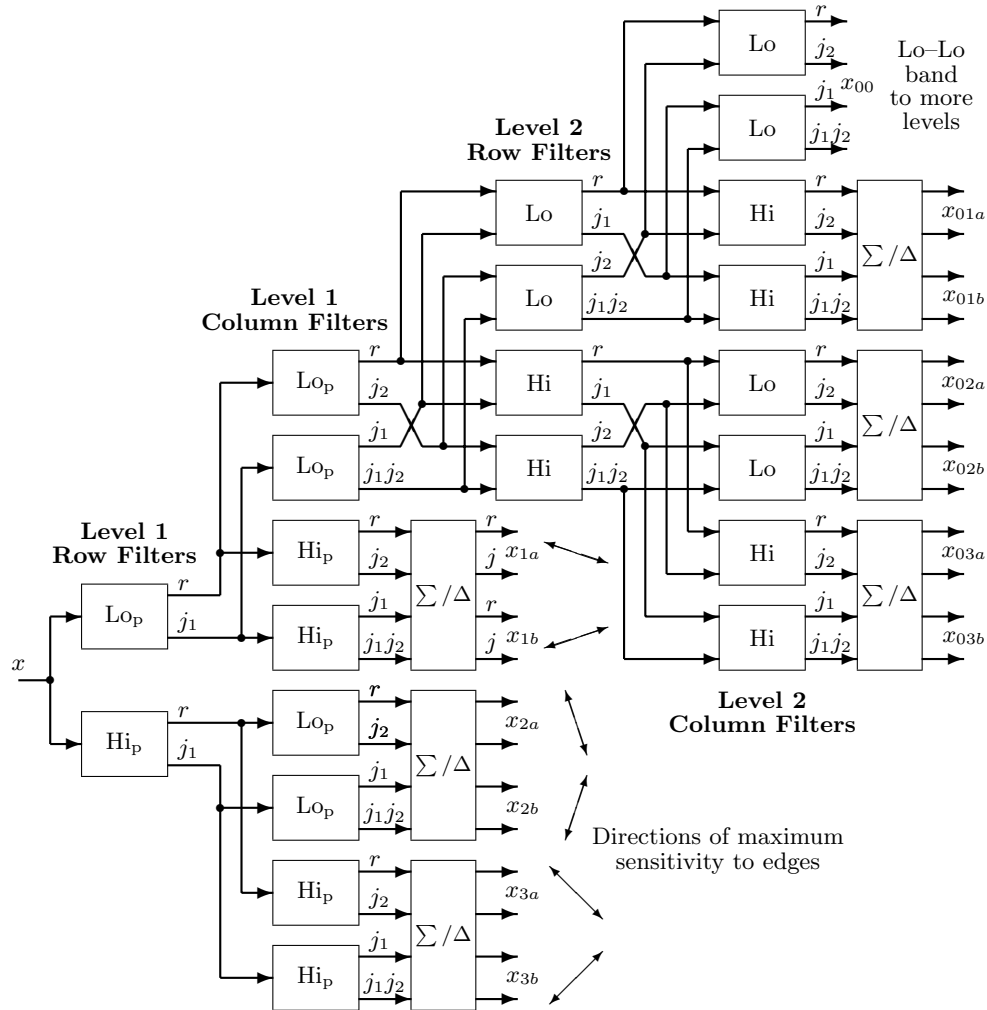 r
Lo
j₂
Lo–Lo
band
to more
levels
j₁ x₀₀
Lo
j₁j₂
Level 2
Row Filters
r
Lo
j₁
r
Hi
j₂
x₀₁ₐ
∑/Δ
j₂
Lo
j₁j₂
j₁
Hi
j₁j₂
x₀₁b
Level 1
Column Filters
r
Loₚ
j₂
r
Hi
j₁
r
Lo
j₂
x₀₂ₐ
∑/Δ
j₁
Loₚ
j₁j₂
j₂
Hi
j₁j₂
j₁
Lo
j₁j₂
x₀₂b
Level 1
Row Filters
r
Hiₚ
j₂
r
j
x₁ₐ
∑/Δ
r
Hi
j₂
x₀₃ₐ
∑/Δ
r
Loₚ
j₁
j₁
Hiₚ
j₁j₂
r
j
x₁b
j₁
Hi
j₁j₂
x₀₃b
x
Level 2
Column Filters
r
Hiₚ
j₁
r
Loₚ
j₂
x₂ₐ
∑/Δ
j₁
Loₚ
j₁j₂
x₂b
Directions of maximum
sensitivity to edges
r
Hiₚ
j₂
x₃ₐ
∑/Δ
j₁
Hiₚ
j₁j₂
x₃b